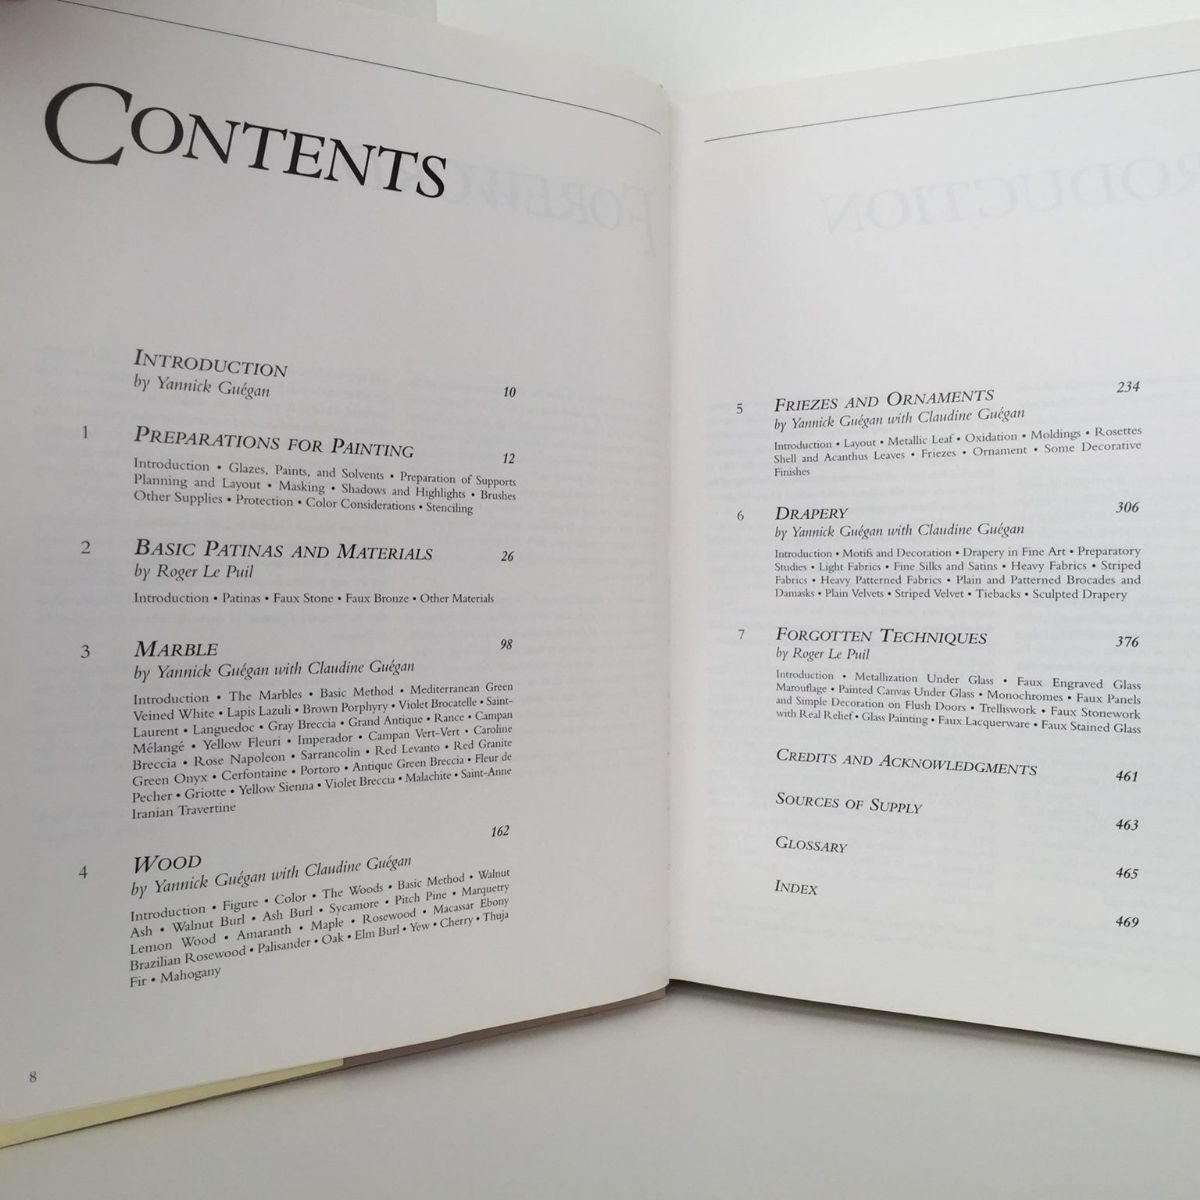 CONTENTS
INTRODUCTION
by Yannick Guégan 10
1 PREPARATIONS FOR PAINTING 12
Introduction • Glazes, Paints, and Solvents • Preparation of Supports
Planning and Layout • Masking • Shadows and Highlights • Brushes
Other Supplies • Protection • Color Considerations • Stenciling
2 BASIC PATINAS AND MATERIALS 26
by Roger Le Puil
Introduction • Patinas • Faux Stone • Faux Bronze • Other Materials
3 MARBLE 98
by Yannick Guégan with Claudine Guégan
Introduction • The Marbles • Basic Method • Mediterranean Green
Veined White • Lapis Lazuli • Brown Porphyry • Violet Brocatelle • Saint-
Laurent • Languedoc • Gray Breccia • Grand Antique • Rance • Campan
Mélangé • Yellow Fleuri • Imperador • Campan Vert-Vert • Caroline
Breccia • Rose Napoleon • Sarrancolin • Red Levanto • Red Granite
Green Onyx • Cerfontaine • Portoro • Antique Green Breccia • Fleur de
Pecher • Griotte • Yellow Sienna • Violet Breccia • Malachite • Saint-Anne
Iranian Travertine
4 WOOD 162
by Yannick Guégan with Claudine Guégan
Introduction • Figure • Color • The Woods • Basic Method • Walnut
Ash • Walnut Burl • Ash Burl • Sycamore • Pitch Pine • Marquetry
Lemon Wood • Amaranth • Maple • Rosewood • Macassar Ebony
Brazilian Rosewood • Palisander • Oak • Elm Burl • Yew • Cherry • Thuja
Fir • Mahogany
8
5 FRIEZES AND ORNAMENTS 234
by Yannick Guégan with Claudine Guégan
Introduction • Layout • Metallic Leaf • Oxidation • Moldings • Rosettes
Shell and Acanthus Leaves • Friezes • Ornament • Some Decorative
Finishes
6 DRAPERY 306
by Yannick Guégan with Claudine Guégan
Introduction • Motifs and Decoration • Drapery in Fine Art • Preparatory
Studies • Light Fabrics • Fine Silks and Satins • Heavy Fabrics • Striped
Fabrics • Heavy Patterned Fabrics • Plain and Patterned Brocades and
Damasks • Plain Velvets • Striped Velvet • Tiebacks • Sculpted Drapery
7 FORGOTTEN TECHNIQUES 376
by Roger Le Puil
Introduction • Metallization Under Glass • Faux Engraved Glass
Marouflage • Painted Canvas Under Glass • Monochromes • Faux Panels
and Simple Decoration on Flush Doors • Trelliswork • Faux Stonework
with Real Relief • Glass Painting • Faux Lacquerware • Faux Stained Glass
CREDITS AND ACKNOWLEDGMENTS 461
SOURCES OF SUPPLY 463
GLOSSARY 465
INDEX 469